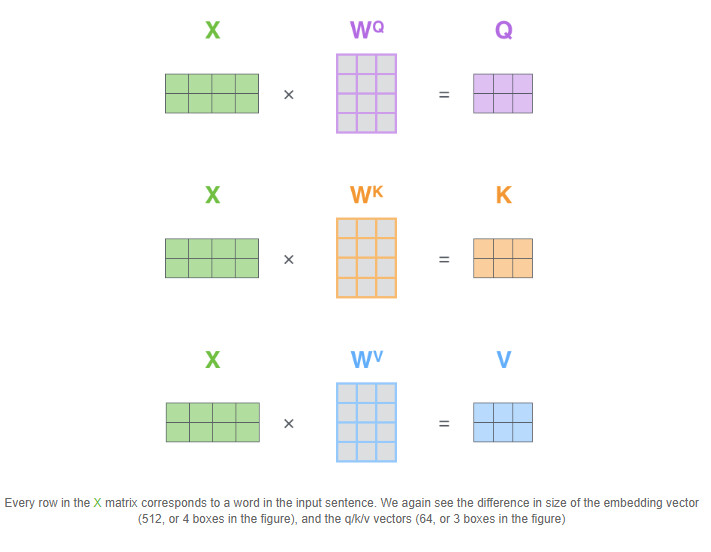 X W^Q Q
× =
X W^K K
× =
X W^V V
× =
Every row in the X matrix corresponds to a word in the input sentence. We again see the difference in size of the embedding vector
(512, or 4 boxes in the figure), and the q/k/v vectors (64, or 3 boxes in the figure)